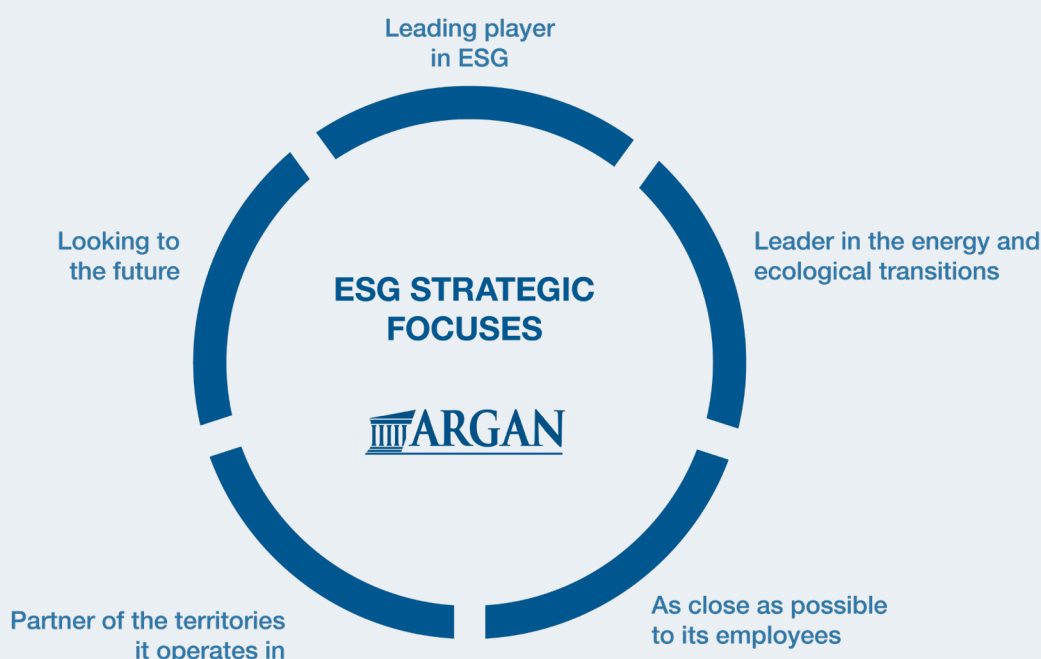 Leading player
in ESG
Looking to
the future
Leader in the energy and
ecological transitions
ESG STRATEGIC
FOCUSES
ARGAN
Partner of the territories
it operates in
As close as possible
to its employees